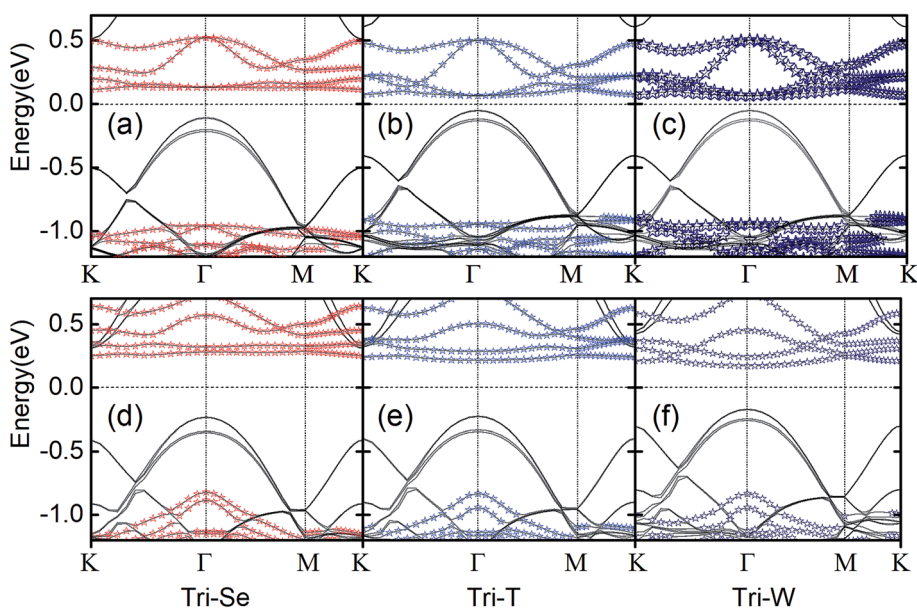 Energy(eV)
0.5
0.0
-0.5
-1.0
(a)
(b)
(c)
K Γ M K Γ M K Γ M K
Energy(eV)
0.5
0.0
-0.5
-1.0
(d)
(e)
(f)
K Γ M K Γ M K Γ M K
Tri-Se Tri-T Tri-W